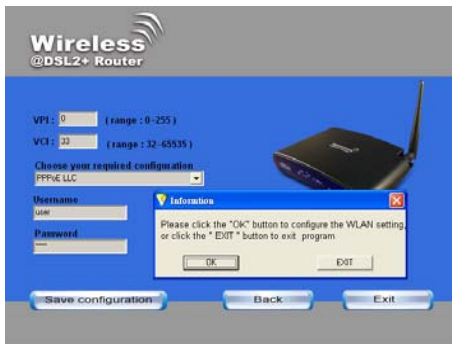 Wireless
@DSL2+ Router
VPI : 0 ( range : 0-255 )
VCI : 33 ( range : 32-65535 )
Choose your required configuration
PPPoE LLC
Username
user
Password
Information
Please click the "OK" button to configure the WLAN setting,
or click the " EXIT " button to exit program
OK EXIT
Save configuration Back Exit